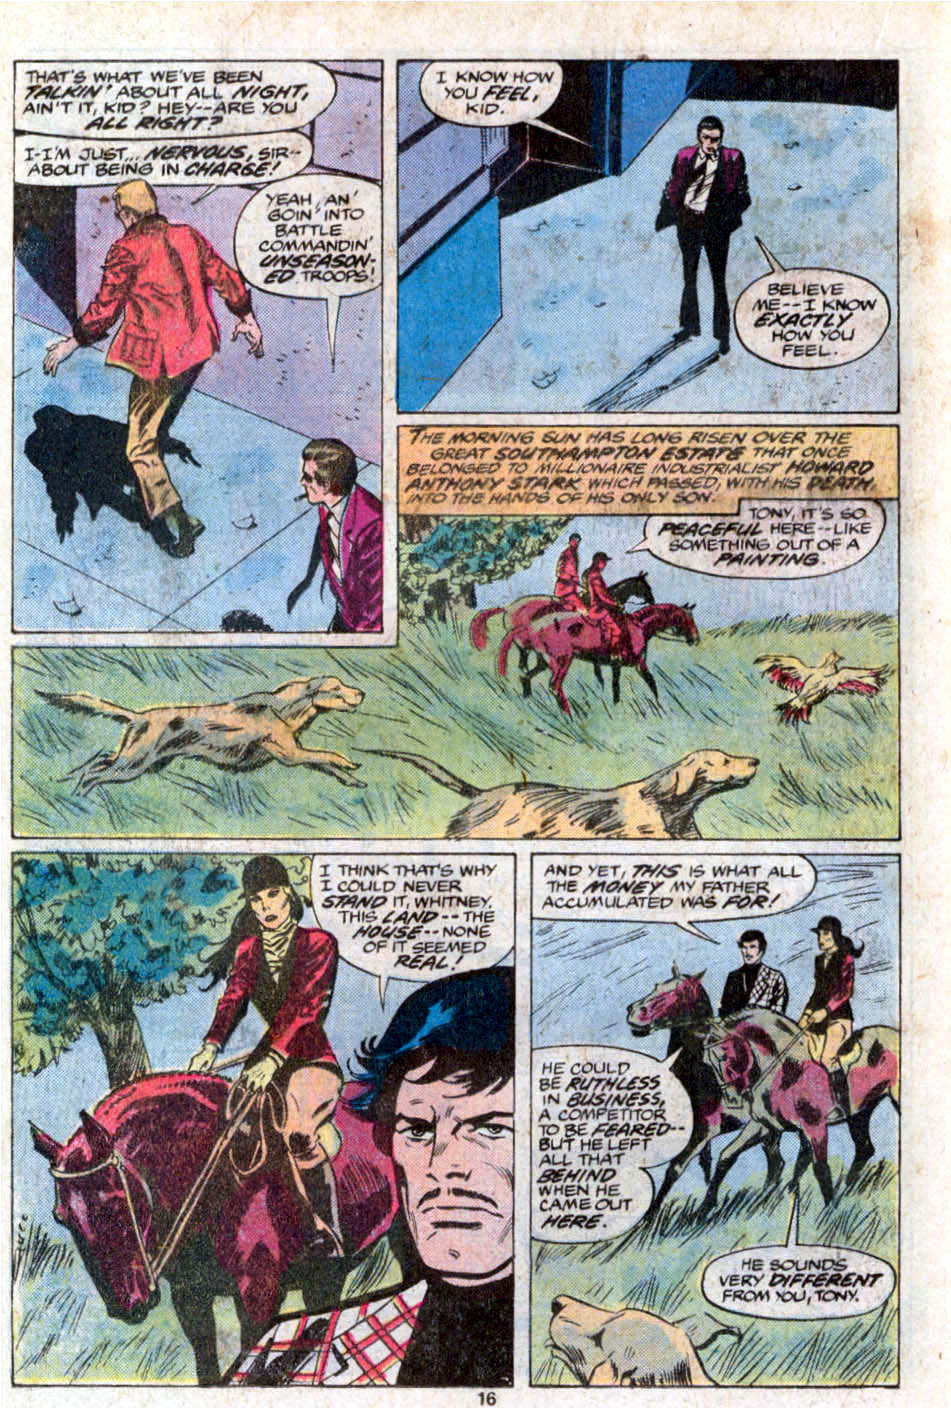 THAT'S WHAT WE'VE BEEN
TALKIN' ABOUT ALL NIGHT,
AIN'T IT, KID? HEY--ARE YOU
ALL RIGHT?
I-I'M JUST... NERVOUS, SIR--
ABOUT BEING IN CHARGE!
YEAH, AN'
GOIN' INTO
BATTLE
COMMANDIN'
UNSEASON-
ED TROOPS!
I KNOW HOW
YOU FEEL,
KID.
BELIEVE
ME--I KNOW
EXACTLY
HOW YOU
FEEL.
THE MORNING SUN HAS LONG RISEN OVER THE
GREAT SOUTHAMPTON ESTATE THAT ONCE
BELONGED TO MILLIONAIRE INDUSTRIALIST HOWARD
ANTHONY STARK WHICH PASSED, WITH HIS DEATH,
INTO THE HANDS OF HIS ONLY SON.
TONY, IT'S SO
PEACEFUL HERE--LIKE
SOMETHING OUT OF A
PAINTING.
I THINK THAT'S WHY
I COULD NEVER
STAND IT, WHITNEY.
THIS LAND--THE
HOUSE--NONE
OF IT SEEMED
REAL!
AND YET, THIS IS WHAT ALL
THE MONEY MY FATHER
ACCUMULATED WAS FOR!
HE COULD
BE RUTHLESS
IN BUSINESS,
A COMPETITOR
TO BE FEARED--
BUT HE LEFT
ALL THAT
BEHIND
WHEN HE
CAME OUT
HERE.
HE SOUNDS
VERY DIFFERENT
FROM YOU, TONY.
16